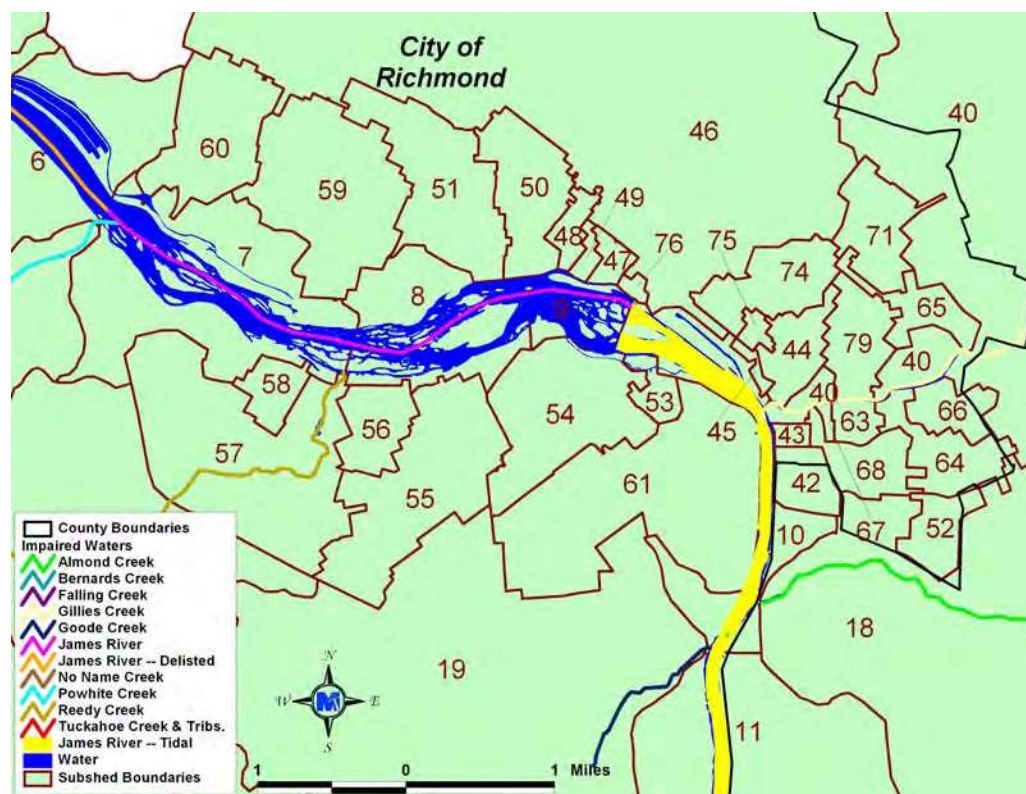 City of
Richmond
40
46
6
60
59
51
50
49
48
47
76
75
71
74
7
8
9
65
44
79
40
58
53
40
66
54
45
43
63
56
57
68
64
61
42
55
10
67
52
18
19
11
County Boundaries
Impaired Waters
Almond Creek
Bernards Creek
Falling Creek
Gillies Creek
Goode Creek
James River
James River -- Delisted
No Name Creek
Powhite Creek
Reedy Creek
Tuckahoe Creek & Tribs.
James River -- Tidal
Water
Subshed Boundaries
N
W
M
E
S
1 0 1 Miles